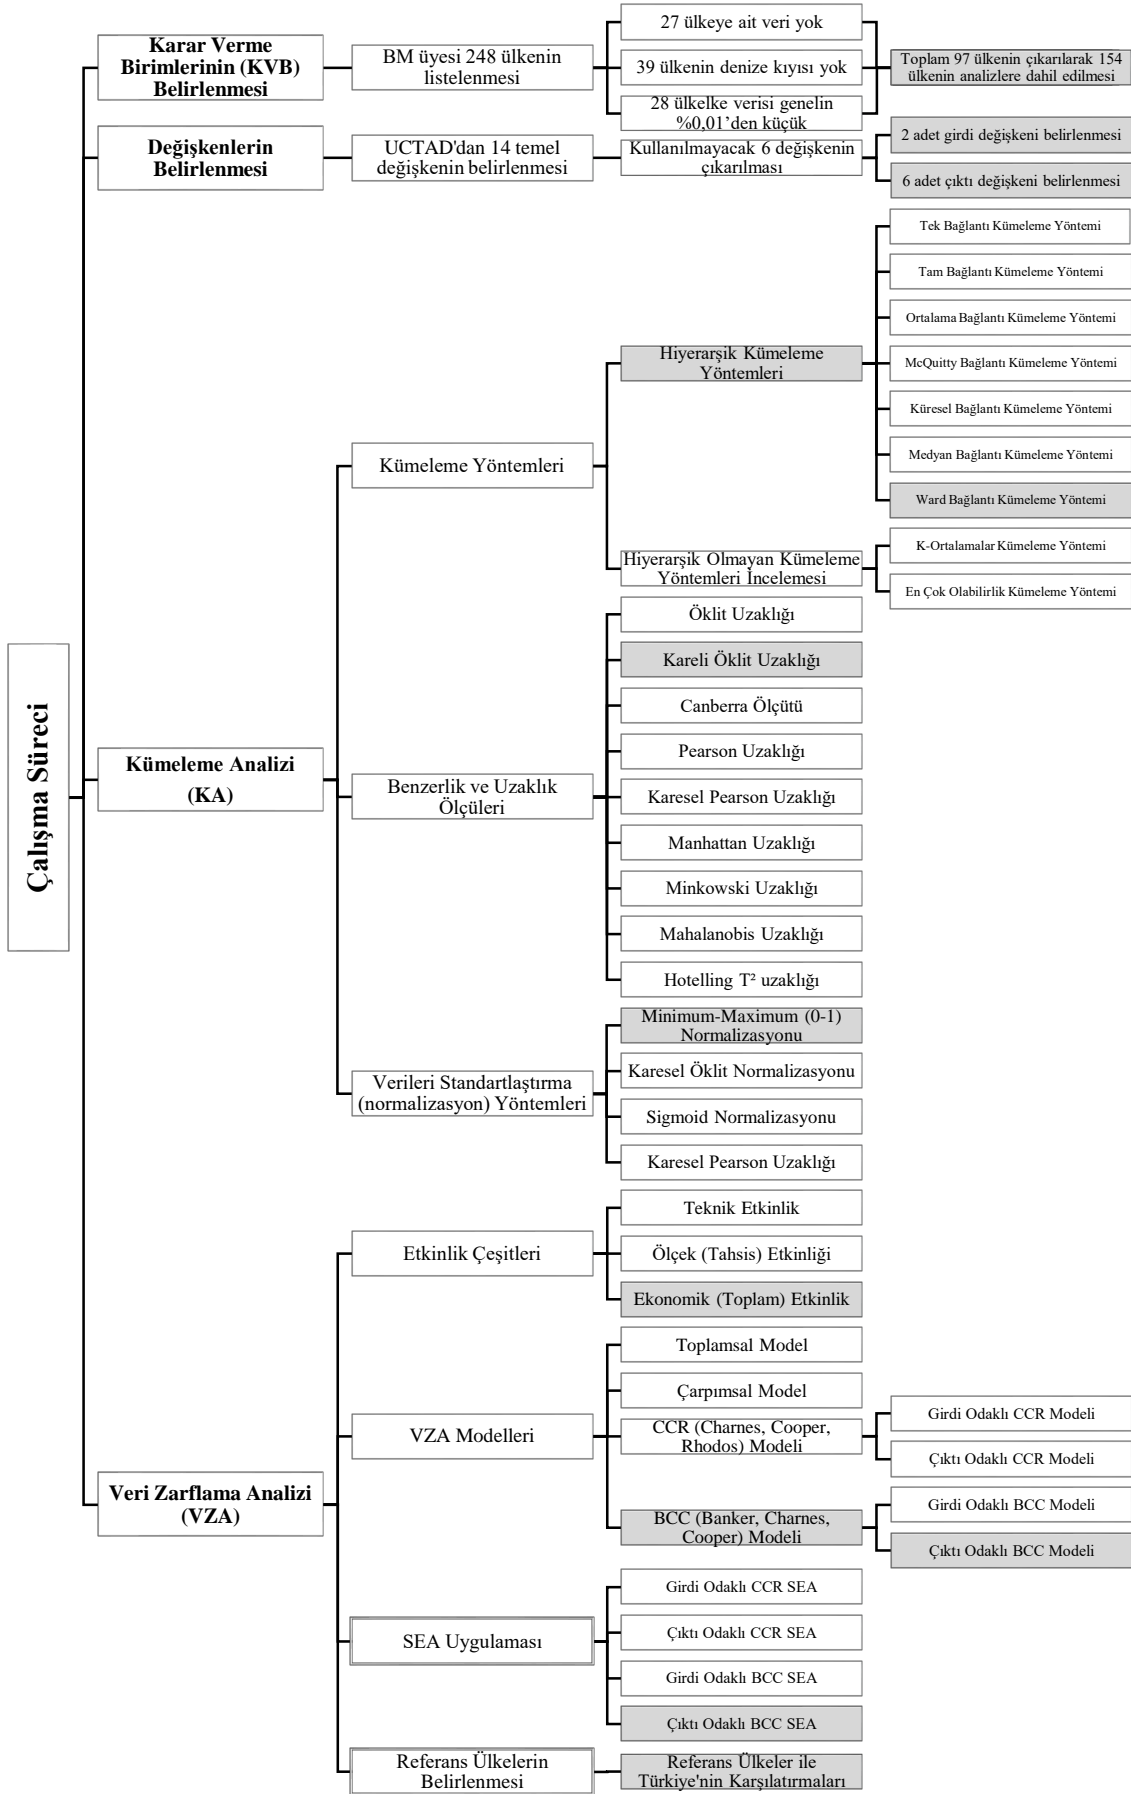 Çalışma Süreci
Karar Verme
Birimlerinin (KVB)
Belirlenmesi
BM üyesi 248 ülkenin
listelenmesi
27 ülkeye ait veri yok
39 ülkenin denize kıyısı yok
28 ülkelke verisi genelin
%0,01’den küçük
Toplam 97 ülkenin çıkarılarak 154
ülkenin analizlere dahil edilmesi
Değişkenlerin
Belirlenmesi
UCTAD'dan 14 temel
değişkenin belirlenmesi
Kullanılmayacak 6 değişkenin
çıkarılması
2 adet girdi değişkeni belirlenmesi
6 adet çıktı değişkeni belirlenmesi
Kümeleme Analizi
(KA)
Kümeleme Yöntemleri
Hiyerarşik Kümeleme
Yöntemleri
Tek Bağlantı Kümeleme Yöntemi
Tam Bağlantı Kümeleme Yöntemi
Ortalama Bağlantı Kümeleme Yöntemi
McQuitty Bağlantı Kümeleme Yöntemi
Küresel Bağlantı Kümeleme Yöntemi
Medyan Bağlantı Kümeleme Yöntemi
Ward Bağlantı Kümeleme Yöntemi
Hiyerarşik Olmayan Kümeleme
Yöntemleri İncelemesi
K-Ortalamalar Kümeleme Yöntemi
En Çok Olabilirlik Kümeleme Yöntemi
Benzerlik ve Uzaklık
Ölçüleri
Öklit Uzaklığı
Kareli Öklit Uzaklığı
Canberra Ölçütü
Pearson Uzaklığı
Karesel Pearson Uzaklığı
Manhattan Uzaklığı
Minkowski Uzaklığı
Mahalanobis Uzaklığı
Hotelling T² uzaklığı
Verileri Standartlaştırma
(normalizasyon) Yöntemleri
Minimum-Maximum (0-1)
Normalizasyonu
Karesel Öklit Normalizasyonu
Sigmoid Normalizasyonu
Karesel Pearson Uzaklığı
Veri Zarflama Analizi
(VZA)
Etkinlik Çeşitleri
Teknik Etkinlik
Ölçek (Tahsis) Etkinliği
Ekonomik (Toplam) Etkinlik
VZA Modelleri
Toplamsal Model
Çarpımsal Model
CCR (Charnes, Cooper,
Rhodos) Modeli
Girdi Odaklı CCR Modeli
Çıktı Odaklı CCR Modeli
BCC (Banker, Charnes,
Cooper) Modeli
Girdi Odaklı BCC Modeli
Çıktı Odaklı BCC Modeli
SEA Uygulaması
Girdi Odaklı CCR SEA
Çıktı Odaklı CCR SEA
Girdi Odaklı BCC SEA
Çıktı Odaklı BCC SEA
Referans Ülkelerin
Belirlenmesi
Referans Ülkeler ile
Türkiye'nin Karşılatırmaları